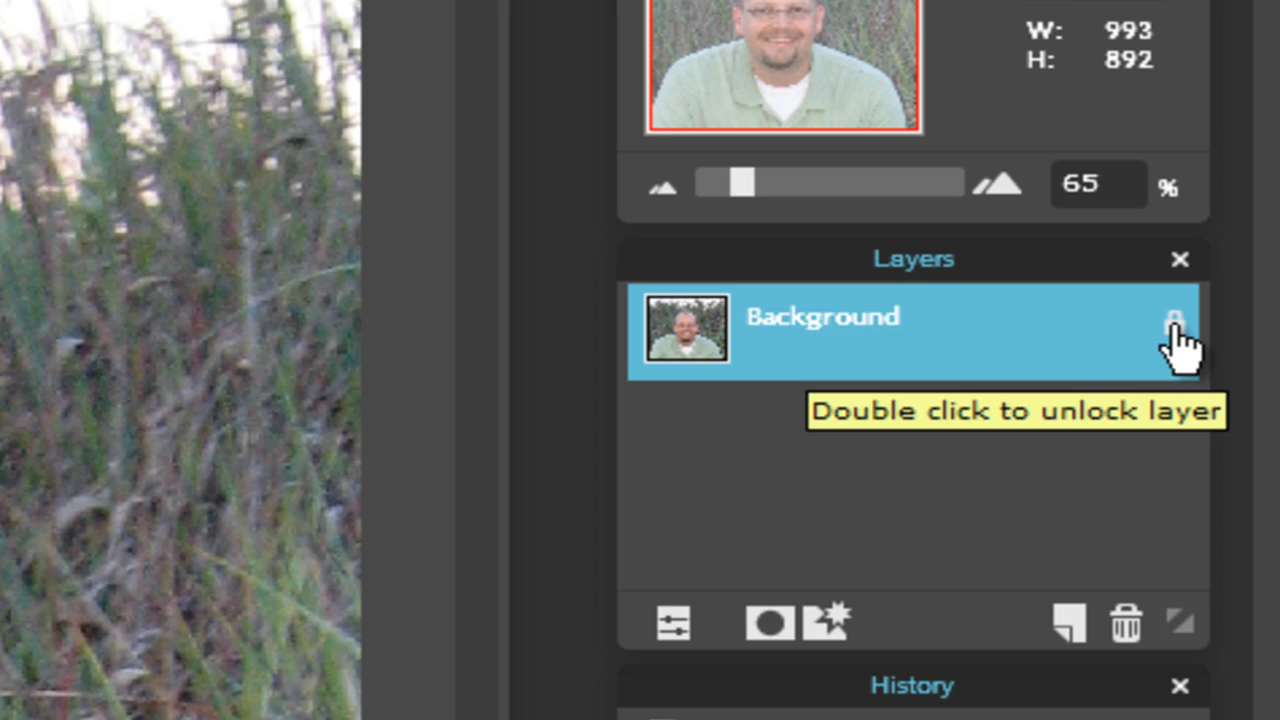 W: 993
H: 892
65 %
Layers
Background
Double click to unlock layer
History